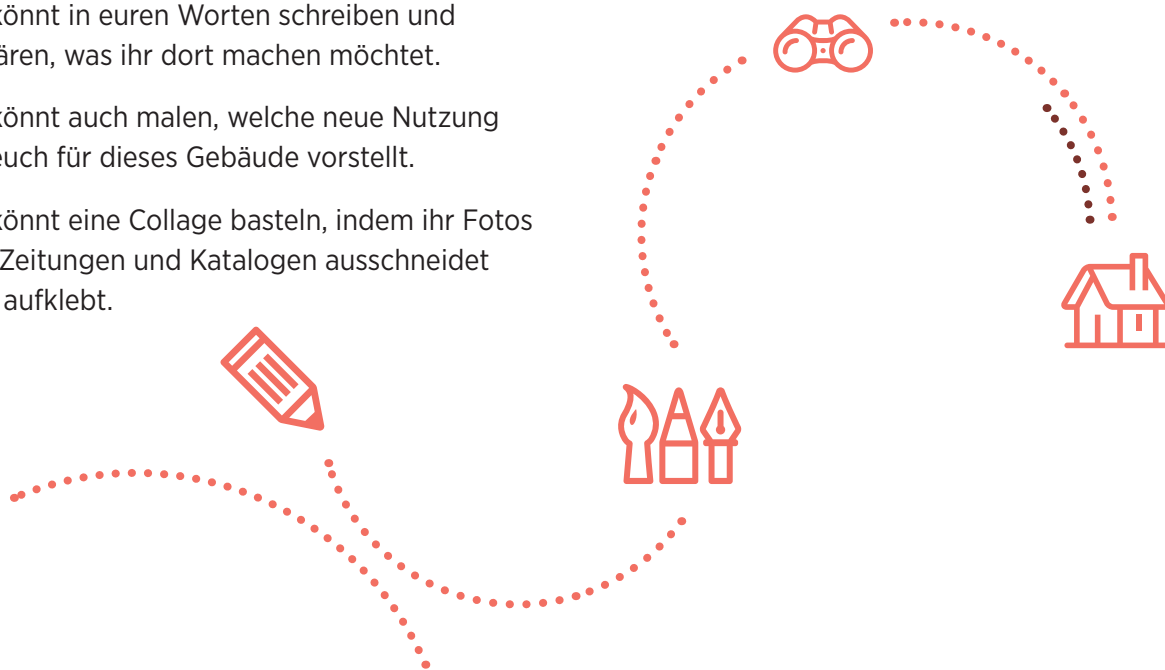 könnt in euren Worten schreiben und
ären, was ihr dort machen möchtet.
könnt auch malen, welche neue Nutzung
euch für dieses Gebäude vorstellt.
könnt eine Collage basteln, indem ihr Fotos
Zeitungen und Katalogen ausschneidet
aufklebt.